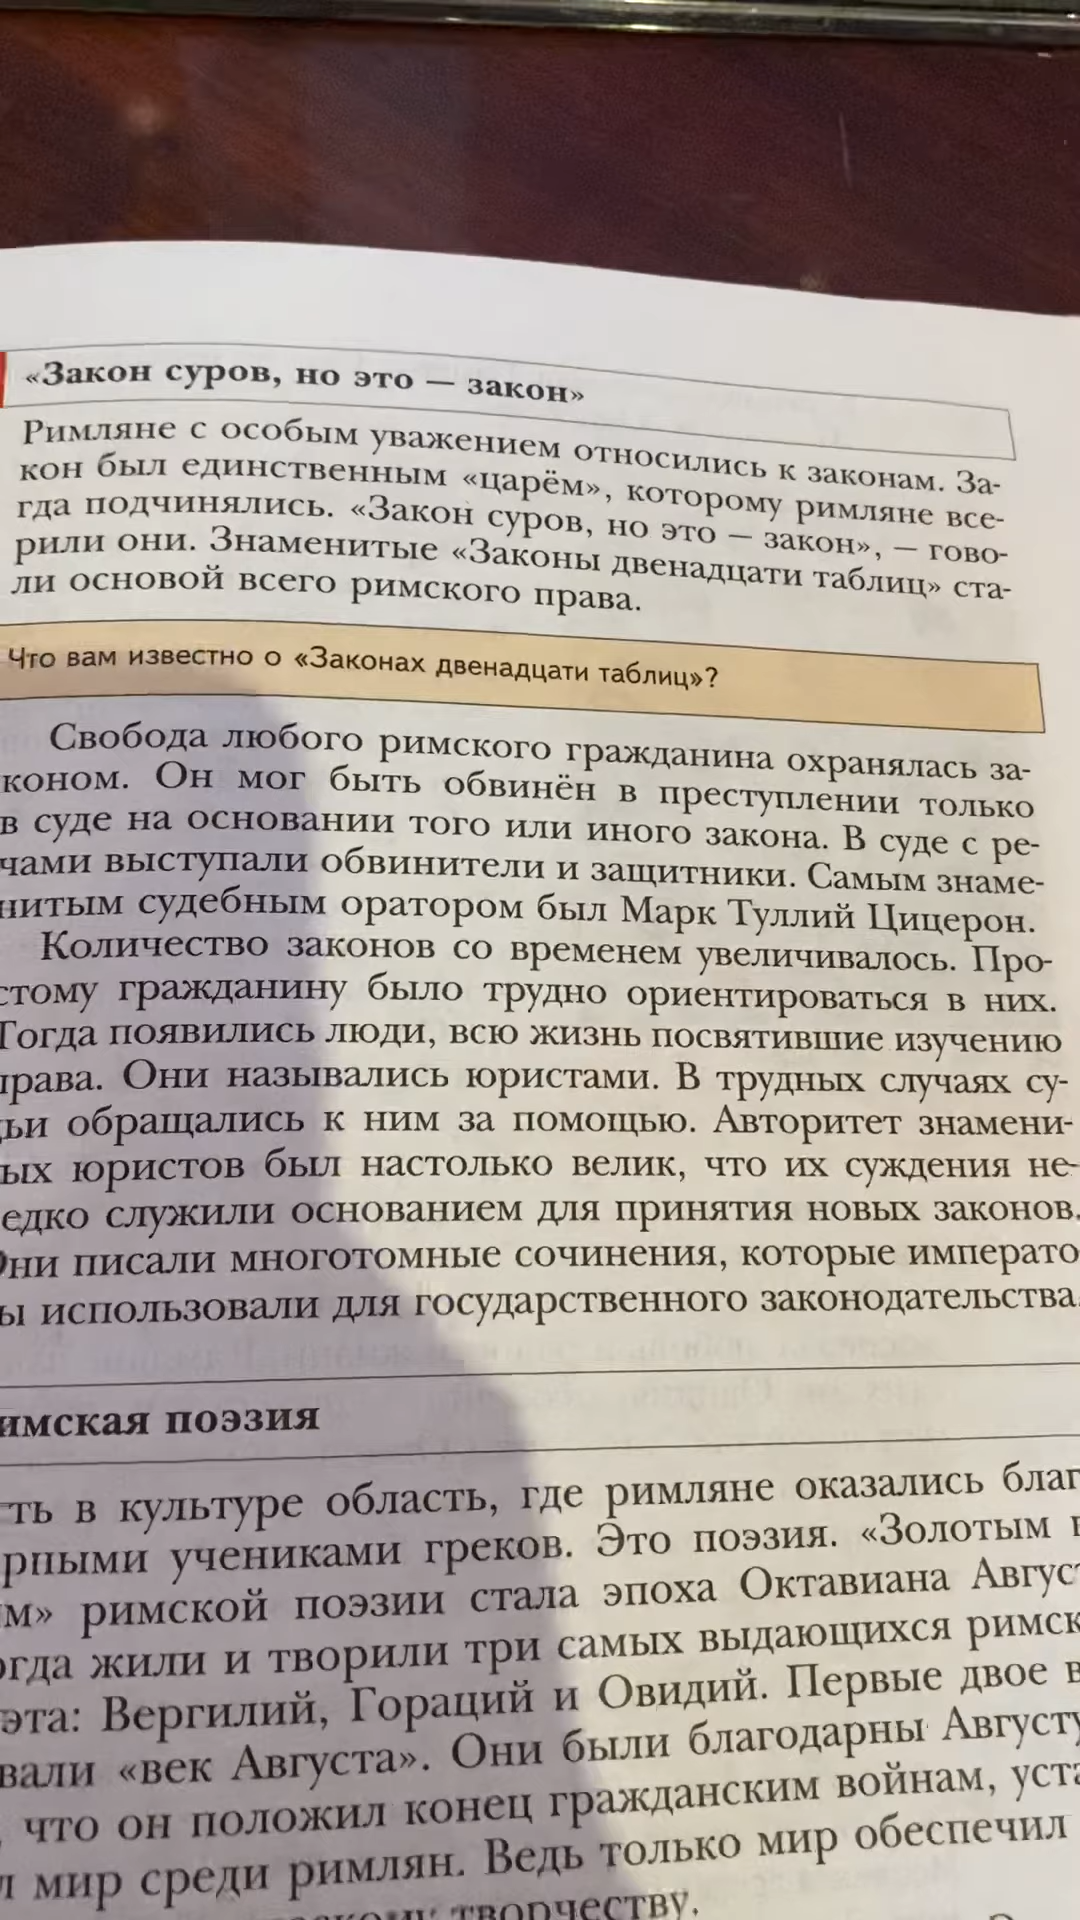 «Закон суров, но это — закон»
Римляне с особым уважением относились к законам. За-
кон был единственным «царём», которому римляне все-
гда подчинялись. «Закон суров, но это — закон», — гово-
рили они. Знаменитые «Законы двенадцати таблиц» ста-
ли основой всего римского права.
Что вам известно о «Законах двенадцати таблиц»?
Свобода любого римского гражданина охранялась за-
коном. Он мог быть обвинён в преступлении только
в суде на основании того или иного закона. В суде с ре-
чами выступали обвинители и защитники. Самым знаме-
нитым судебным оратором был Марк Туллий Цицерон.
Количество законов со временем увеличивалось. Про-
стому гражданину было трудно ориентироваться в них.
Тогда появились люди, всю жизнь посвятившие изучению
права. Они назывались юристами. В трудных случаях су-
дьи обращались к ним за помощью. Авторитет знамени-
ых юристов был настолько велик, что их суждения не-
едко служили основанием для принятия новых законов.
Они писали многотомные сочинения, которые императо
ы использовали для государственного законодательства.
имская поэзия
ть в культуре область, где римляне оказались благ
рными учениками греков. Это поэзия. «Золотым в
м» римской поэзии стала эпоха Октавиана Август
огда жили и творили три самых выдающихся римск
эта: Вергилий, Гораций и Овидий. Первые двое в
вали «век Августа». Они были благодарны Августу
, что он положил конец гражданским войнам, уста
л мир среди римлян. Ведь только мир обеспечил
творчеству.